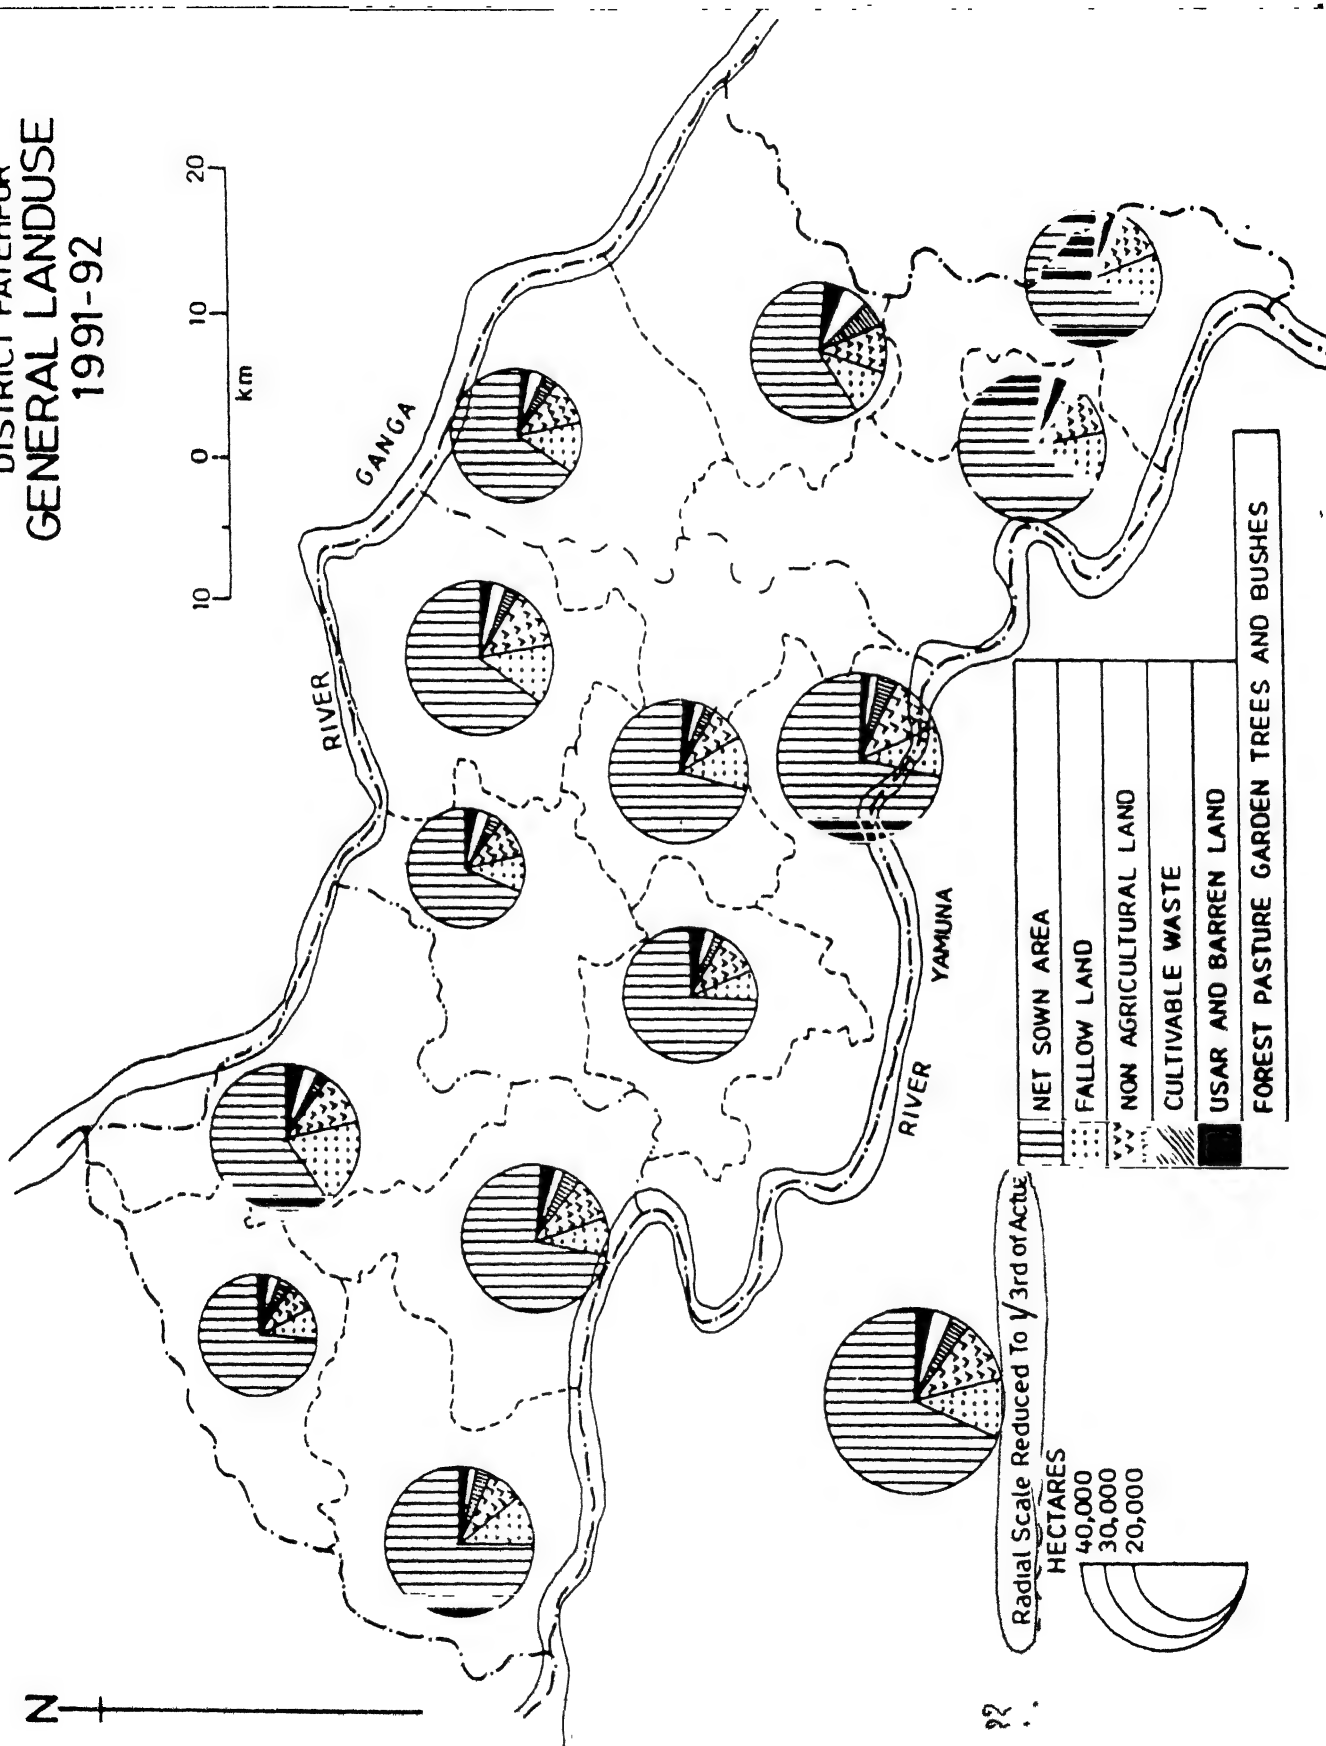 DISTRICT FATEHPUR
GENERAL LANDUSE
1991-92
N
10 0 10 20
km
RIVER GANGA
RIVER YAMUNA
Radial Scale Reduced To 1/3rd of Actu
HECTARES
40,000
30,000
20,000
NET SOWN AREA
FALLOW LAND
NON AGRICULTURAL LAND
CULTIVABLE WASTE
USAR AND BARREN LAND
FOREST PASTURE GARDEN TREES AND BUSHES